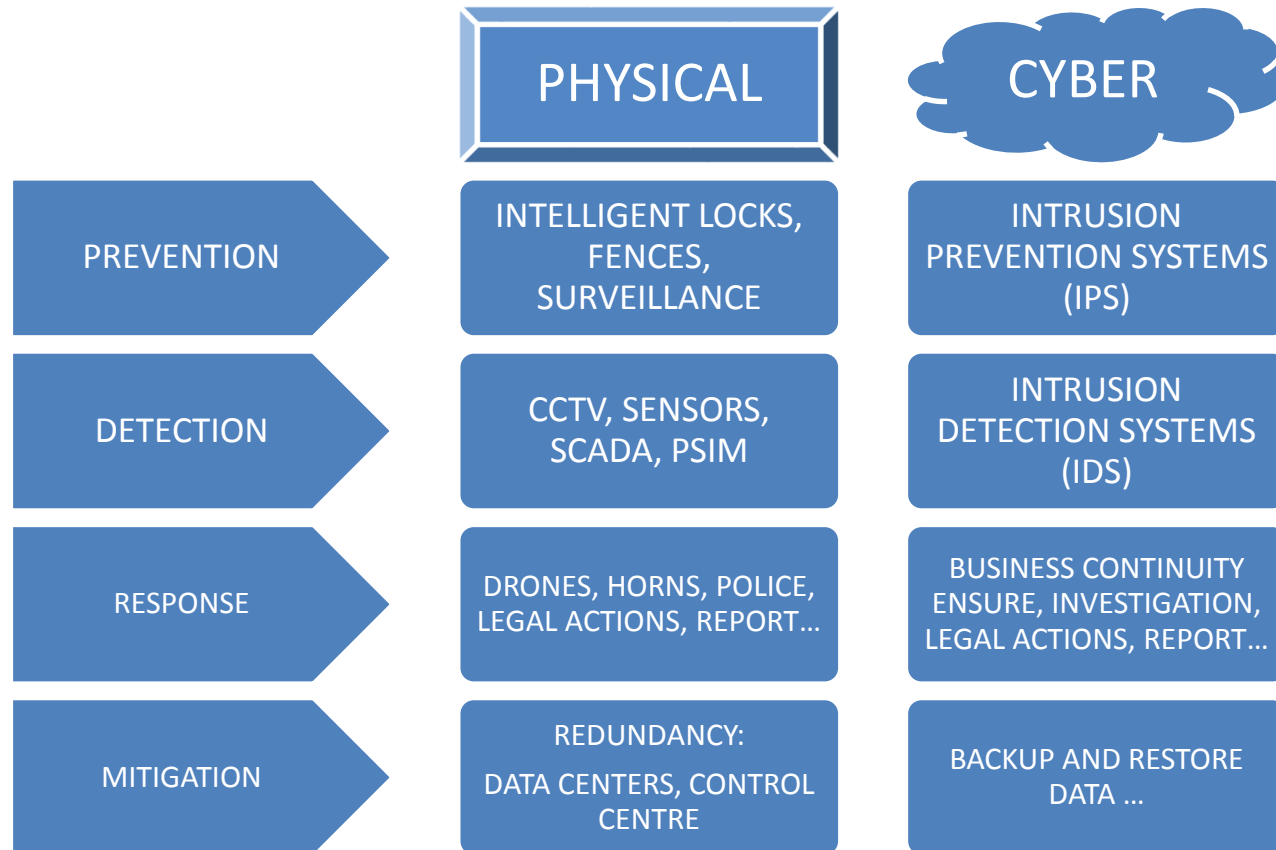 PHYSICAL
CYBER
PREVENTION
INTELLIGENT LOCKS,
FENCES,
SURVEILLANCE
INTRUSION
PREVENTION SYSTEMS
(IPS)
DETECTION
CCTV, SENSORS,
SCADA, PSIM
INTRUSION
DETECTION SYSTEMS
(IDS)
RESPONSE
DRONES, HORNS, POLICE,
LEGAL ACTIONS, REPORT...
BUSINESS CONTINUITY
ENSURE, INVESTIGATION,
LEGAL ACTIONS, REPORT...
MITIGATION
REDUNDANCY:
DATA CENTERS, CONTROL
CENTRE
BACKUP AND RESTORE
DATA ...